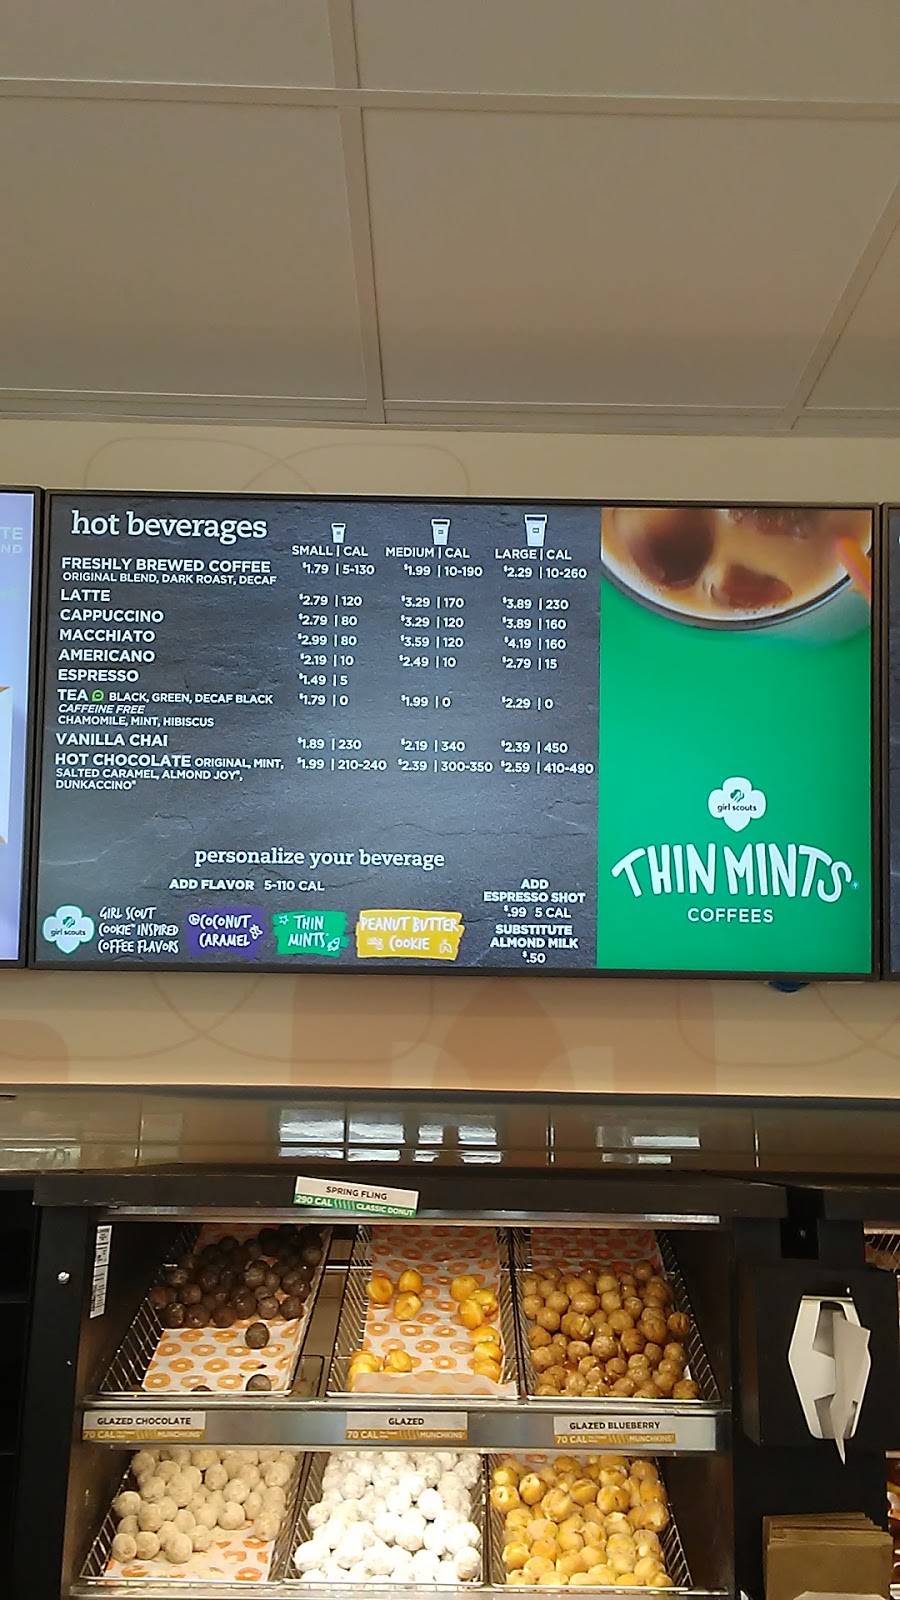 TE
ND
hot beverages
SMALL | CAL MEDIUM | CAL LARGE | CAL
FRESHLY BREWED COFFEE $1.79 | 5-130 $1.99 | 10-190 $2.29 | 10-260
ORIGINAL BLEND, DARK ROAST, DECAF
LATTE $2.79 | 120 $3.29 | 170 $3.89 | 230
CAPPUCCINO $2.79 | 80 $3.29 | 120 $3.89 | 160
MACCHIATO $2.99 | 80 $3.59 | 120 $4.19 | 160
AMERICANO $2.19 | 10 $2.49 | 10 $2.79 | 15
ESPRESSO $1.49 | 5
TEA BLACK, GREEN, DECAF BLACK $1.79 | 0 $1.99 | 0 $2.29 | 0
CAFFEINE FREE
CHAMOMILE, MINT, HIBISCUS
VANILLA CHAI $1.89 | 230 $2.19 | 340 $2.39 | 450
HOT CHOCOLATE ORIGINAL, MINT, $1.99 | 210-240 $2.39 | 300-350 $2.59 | 410-490
SALTED CARAMEL, ALMOND JOY®,
DUNKACCINO®
personalize your beverage
ADD FLAVOR 5-110 CAL
ADD
ESPRESSO SHOT
$.99 5 CAL
SUBSTITUTE
ALMOND MILK
$.50
girl scouts
GIRL SCOUT
COOKIE™ INSPIRED
COFFEE FLAVORS
COCONUT
CARAMEL
THIN
MINTS
PEANUT BUTTER
COOKIE
girl scouts
THIN MINTS
COFFEES
SPRING FLING
290 CAL CLASSIC DONUT
GLAZED CHOCOLATE
70 CAL MUNCHKINS
GLAZED
70 CAL MUNCHKINS
GLAZED BLUEBERRY
70 CAL MUNCHKINS